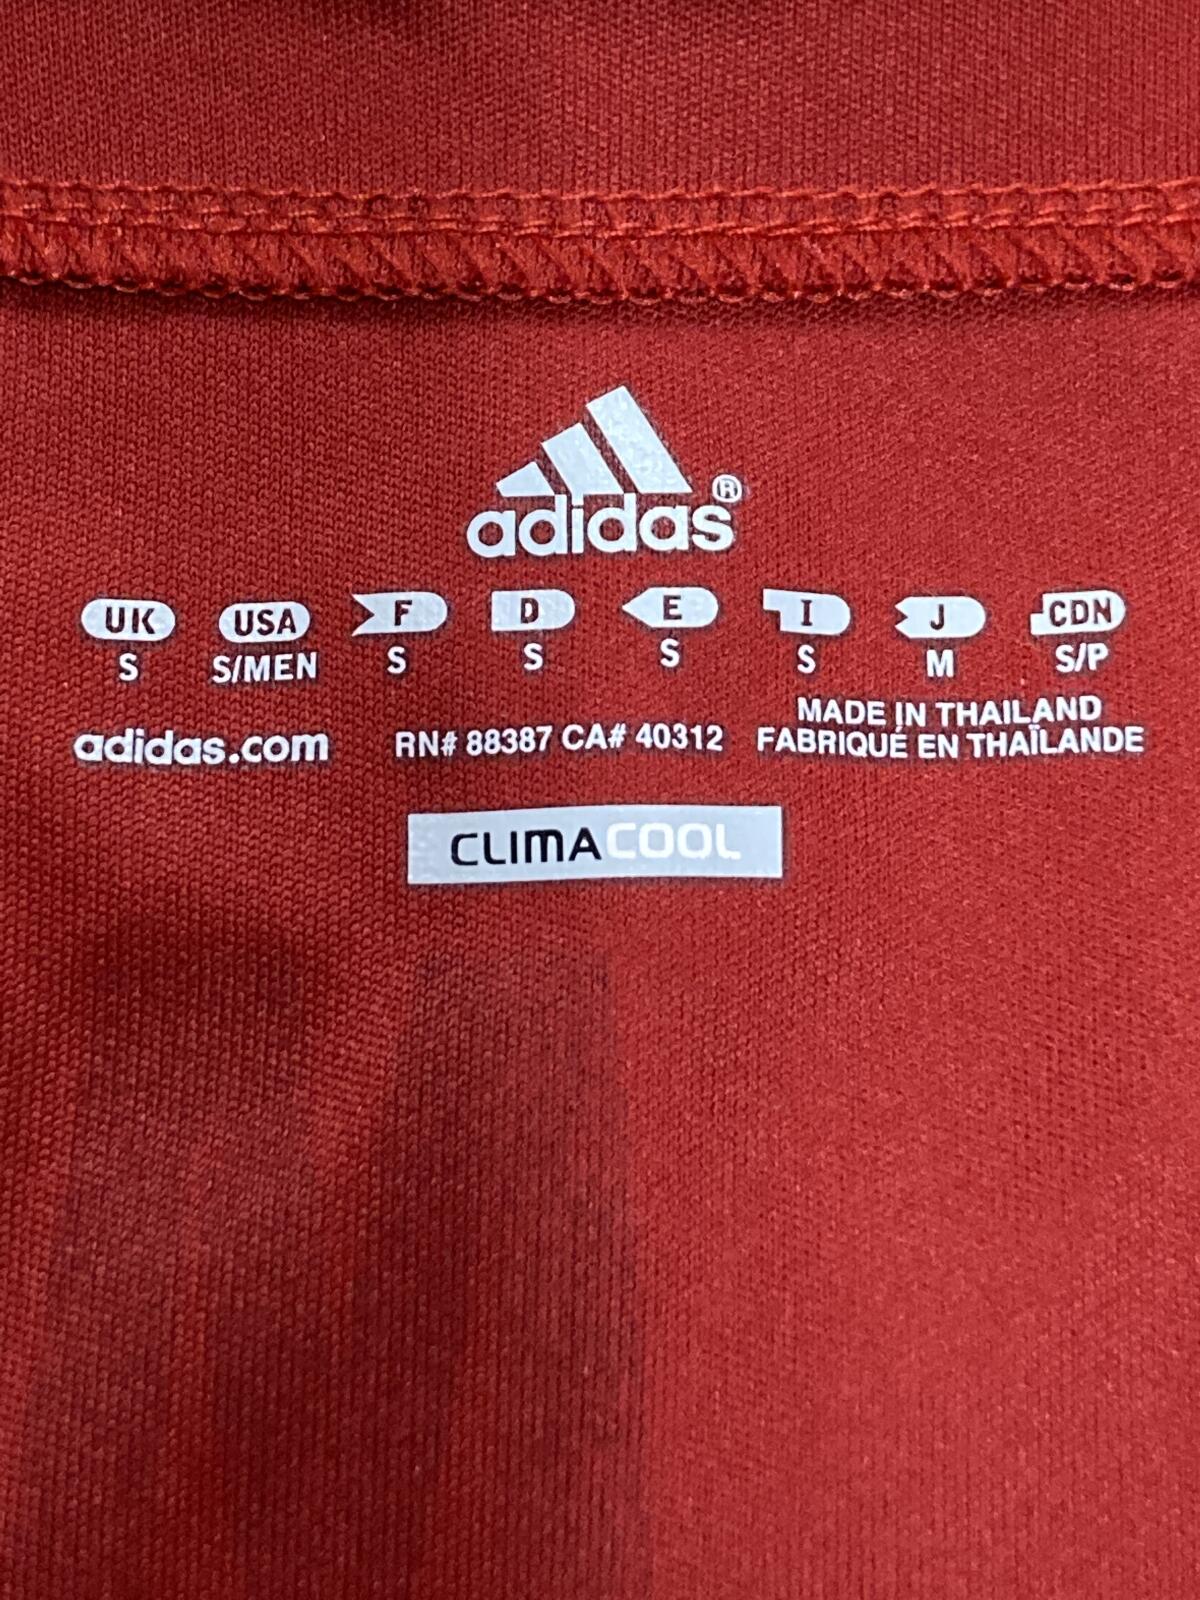 adidas®
UK USA F D E I J CDN
S S/MEN S S S S M S/P
adidas.com RN# 88387 CA# 40312 MADE IN THAILAND
FABRIQUÉ EN THAÏLANDE
CLIMACOOL